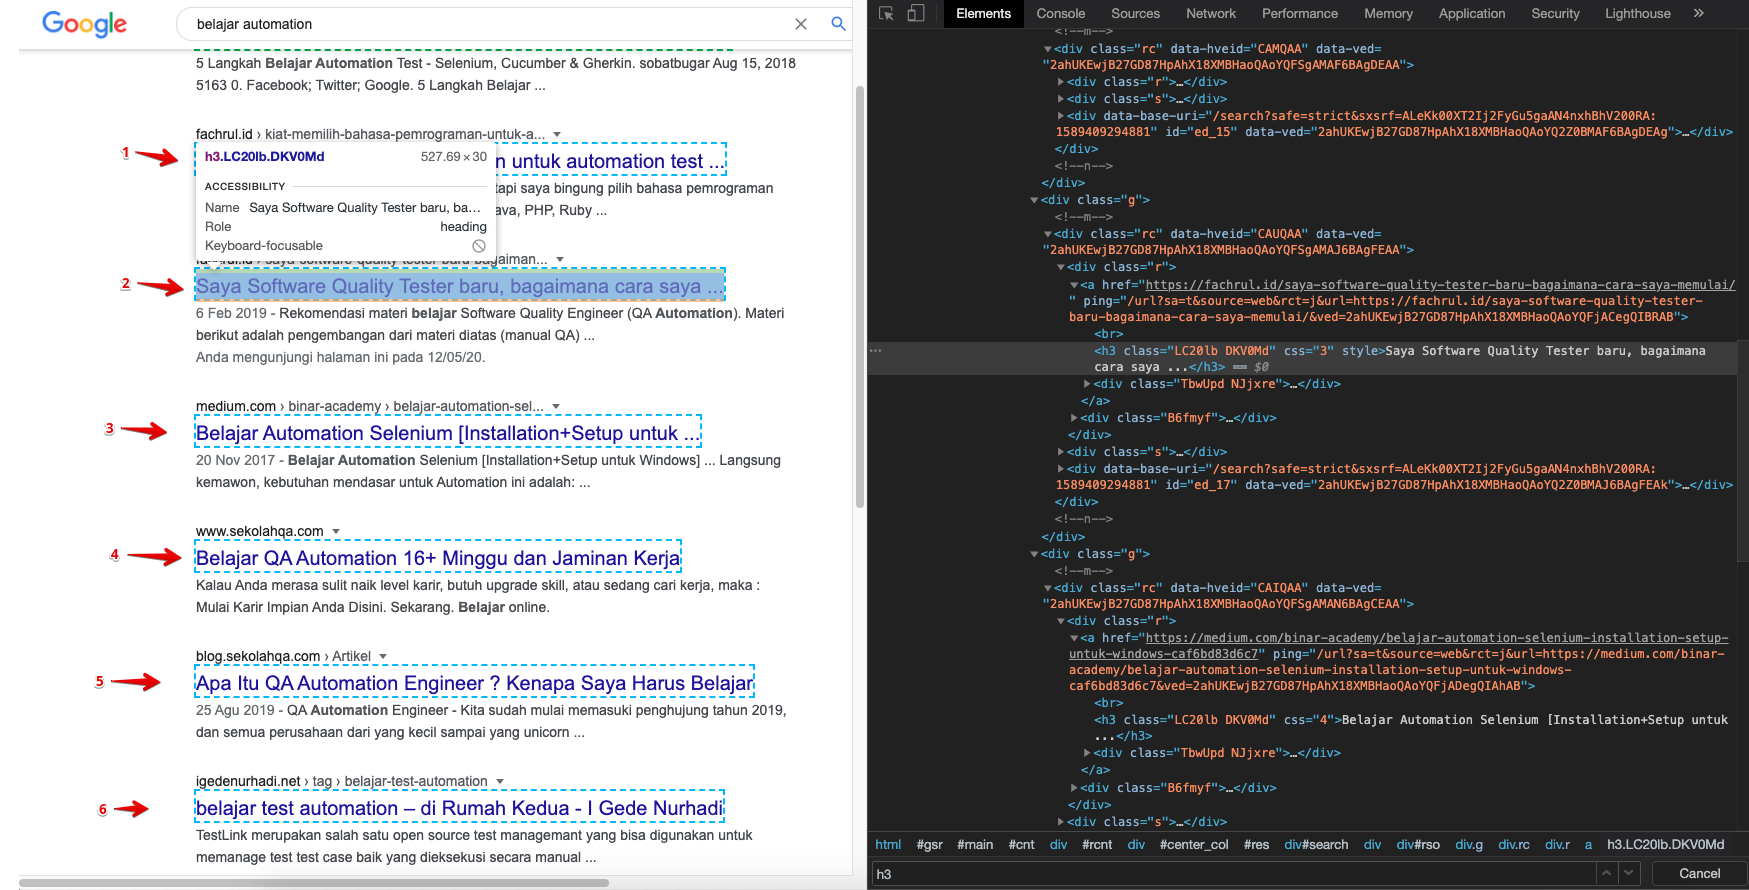 Google
belajar automation
5 Langkah Belajar Automation Test - Selenium, Cucumber & Gherkin. sobatbugar Aug 15, 2018
5163 0. Facebook; Twitter; Google. 5 Langkah Belajar ...
fachrul.id › kiat-memilih-bahasa-pemrograman-untuk-a...
1
n untuk automation test ...
h3.LC20lb.DKV0Md 527.69 × 30
ACCESSIBILITY
Name Saya Software Quality Tester baru, ba...
Role heading
Keyboard-focusable
tapi saya bingung pilih bahasa pemrograman
ava, PHP, Ruby ...
fachrul.id › saya-software-quality-tester-baru-bagaiman...
2
Saya Software Quality Tester baru, bagaimana cara saya ...
6 Feb 2019 - Rekomendasi materi belajar Software Quality Engineer (QA Automation). Materi
berikut adalah pengembangan dari materi diatas (manual QA) ...
Anda mengunjungi halaman ini pada 12/05/20.
medium.com › binar-academy › belajar-automation-sel...
3
Belajar Automation Selenium [Installation+Setup untuk ...
20 Nov 2017 - Belajar Automation Selenium [Installation+Setup untuk Windows] ... Langsung
kemawon, kebutuhan mendasar untuk Automation ini adalah: ...
www.sekolahqa.com
4
Belajar QA Automation 16+ Minggu dan Jaminan Kerja
Kalau Anda merasa sulit naik level karir, butuh upgrade skill, atau sedang cari kerja, maka :
Mulai Karir Impian Anda Disini. Sekarang. Belajar online.
blog.sekolahqa.com › Artikel
5
Apa Itu QA Automation Engineer ? Kenapa Saya Harus Belajar
25 Agu 2019 - QA Automation Engineer - Kita sudah mulai memasuki penghujung tahun 2019,
dan semua perusahaan dari yang kecil sampai yang unicorn ...
igedenurhadi.net › tag › belajar-test-automation
6
belajar test automation – di Rumah Kedua - I Gede Nurhadi
TestLink merupakan salah satu open source test managemant yang bisa digunakan untuk
memanage test test case baik yang dieksekusi secara manual ...
Elements Console Sources Network Performance Memory Application Security Lighthouse »
<!--m-->
<div class="rc" data-hveid="CAMQAA" data-ved=
"2ahUKEwjB27GD87HpAhX18XMBHaoQAoYQFSgAMAF6BAgDEAA">
<div class="r">…</div>
<div class="s">…</div>
<div data-base-uri="/search?safe=strict&sxsrf=ALeKk00XT2Ij2FyGu5gaAN4nxhBhV200RA:
1589409294881" id="ed_15" data-ved="2ahUKEwjB27GD87HpAhX18XMBHaoQAoYQ2Z0BMAF6BAgDEAg">…</div>
</div>
<!--n-->
</div>
<div class="g">
<!--m-->
<div class="rc" data-hveid="CAUQAA" data-ved=
"2ahUKEwjB27GD87HpAhX18XMBHaoQAoYQFSgAMAJ6BAgFEAA">
<div class="r">
<a href="https://fachrul.id/saya-software-quality-tester-baru-bagaimana-cara-saya-memulai/
" ping="/url?sa=t&source=web&rct=j&url=https://fachrul.id/saya-software-quality-tester-
baru-bagaimana-cara-saya-memulai/&ved=2ahUKEwjB27GD87HpAhX18XMBHaoQAoYQFjACegQIBRAB">
<br>
<h3 class="LC20lb DKV0Md" css="3" style>Saya Software Quality Tester baru, bagaimana
cara saya ...</h3> == $0
<div class="TbwUpd NJjxre">…</div>
</a>
<div class="B6fmyf">…</div>
</div>
<div class="s">…</div>
<div data-base-uri="/search?safe=strict&sxsrf=ALeKk00XT2Ij2FyGu5gaAN4nxhBhV200RA:
1589409294881" id="ed_17" data-ved="2ahUKEwjB27GD87HpAhX18XMBHaoQAoYQ2Z0BMAJ6BAgFEAk">…</div>
</div>
<!--n-->
</div>
<div class="g">
<!--m-->
<div class="rc" data-hveid="CAIQAA" data-ved=
"2ahUKEwjB27GD87HpAhX18XMBHaoQAoYQFSgAMAN6BAgCEAA">
<div class="r">
<a href="https://medium.com/binar-academy/belajar-automation-selenium-installation-setup-
untuk-windows-caf6bd83d6c7" ping="/url?sa=t&source=web&rct=j&url=https://medium.com/binar-
academy/belajar-automation-selenium-installation-setup-untuk-windows-
caf6bd83d6c7&ved=2ahUKEwjB27GD87HpAhX18XMBHaoQAoYQFjADegQIAhAB">
<br>
<h3 class="LC20lb DKV0Md" css="4">Belajar Automation Selenium [Installation+Setup untuk
...</h3>
<div class="TbwUpd NJjxre">…</div>
</a>
<div class="B6fmyf">…</div>
</div>
<div class="s">…</div>
html #gsr #main #cnt div #rcnt div #center_col #res div#search div div#rso div.g div.rc div.r a h3.LC20lb.DKV0Md
h3
Cancel